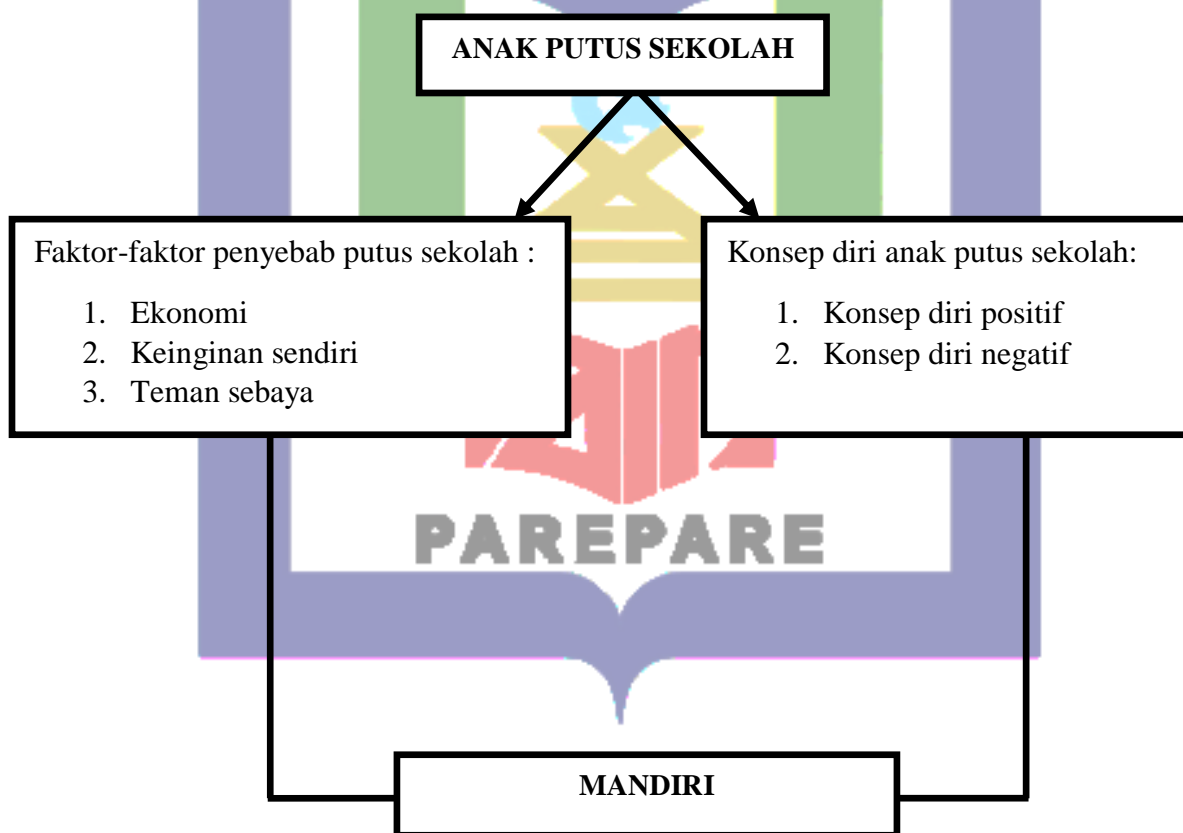 ANAK PUTUS SEKOLAH
Faktor-faktor penyebab putus sekolah :
1. Ekonomi
2. Keinginan sendiri
3. Teman sebaya
Konsep diri anak putus sekolah:
1. Konsep diri positif
2. Konsep diri negatif
PAREPARE
MANDIRI